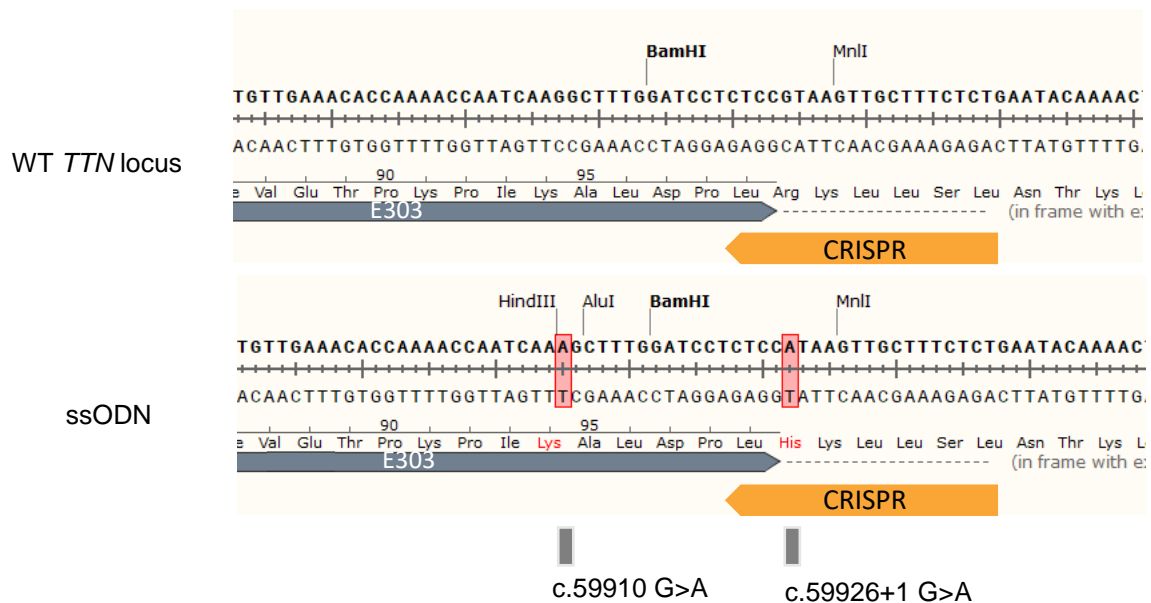 BamHI MnlI
TGTTGAAACACCAAAACCAATCAAGGCTTTGGATCCTCTCCGTAAGTTGCTTTCTCTGAATACAAAAC
ACAACTTTGTGGTTTTGGTTAGTTCCGAAACCTAGGAGAGGCATTCAACGAAAGAGACTTATGTTTTG
WT TTN locus
90 95
Val Glu Thr Pro Lys Pro Ile Lys Ala Leu Asp Pro Leu Arg Lys Leu Leu Ser Leu Asn Thr Lys
E303 (in frame with e
CRISPR
HindIII AluI BamHI MnlI
TGTTGAAACACCAAAACCAATCAAAGCTTTGGATCCTCTCCATAAGTTGCTTTCTCTGAATACAAAAC
ACAACTTTGTGGTTTTGGTTAGTTTCGAAACCTAGGAGAGGTATTCAACGAAAGAGACTTATGTTTTG
ssODN
90 95
Val Glu Thr Pro Lys Pro Ile Lys Ala Leu Asp Pro Leu His Lys Leu Leu Ser Leu Asn Thr Lys
E303 (in frame with e
CRISPR
c.59910 G>A c.59926+1 G>A